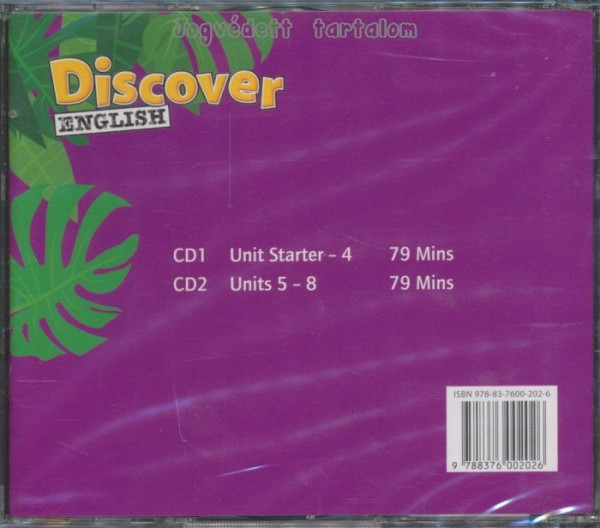 Jogvédett tartalom
Discover
ENGLISH
CD1 Unit Starter – 4 79 Mins
CD2 Units 5 – 8 79 Mins
ISBN 978-83-7600-202-6
9 788376 002026